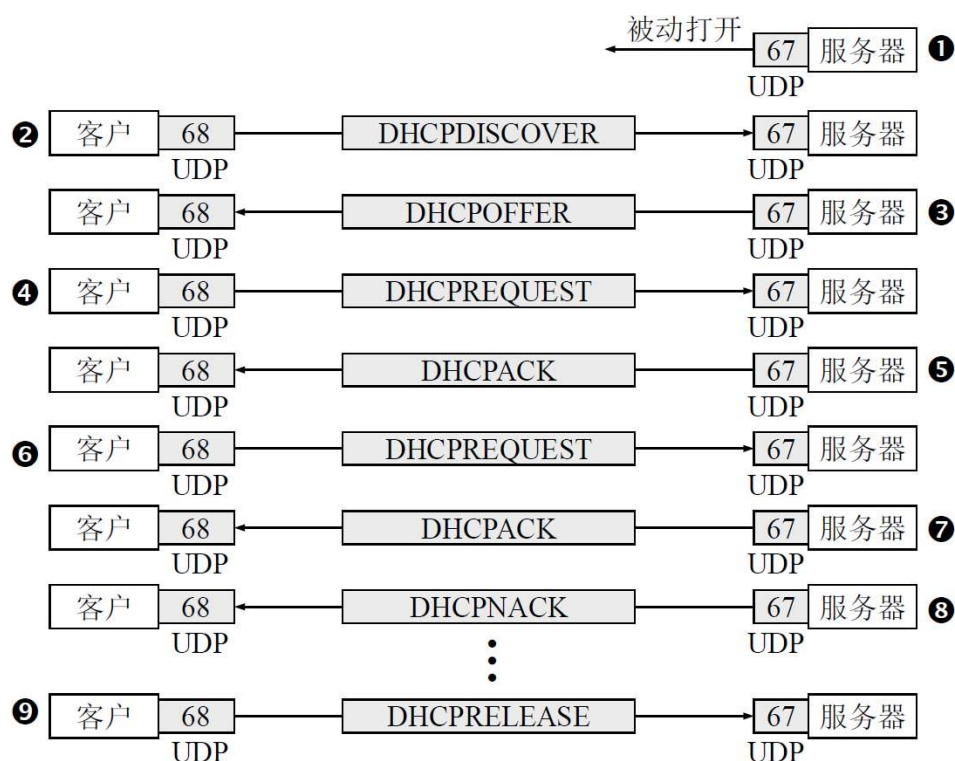 被动打开 67 服务器 ❶
UDP
❷ 客户 68 DHCPDISCOVER 67 服务器
UDP UDP
客户 68 DHCPOFFER 67 服务器 ❸
UDP UDP
❹ 客户 68 DHCPREQUEST 67 服务器
UDP UDP
客户 68 DHCPACK 67 服务器 ❺
UDP UDP
❻ 客户 68 DHCPREQUEST 67 服务器
UDP UDP
客户 68 DHCPACK 67 服务器 ❼
UDP UDP
客户 68 DHCPNACK 67 服务器 ❽
UDP UDP
❾ 客户 68 DHCPRELEASE 67 服务器
UDP UDP